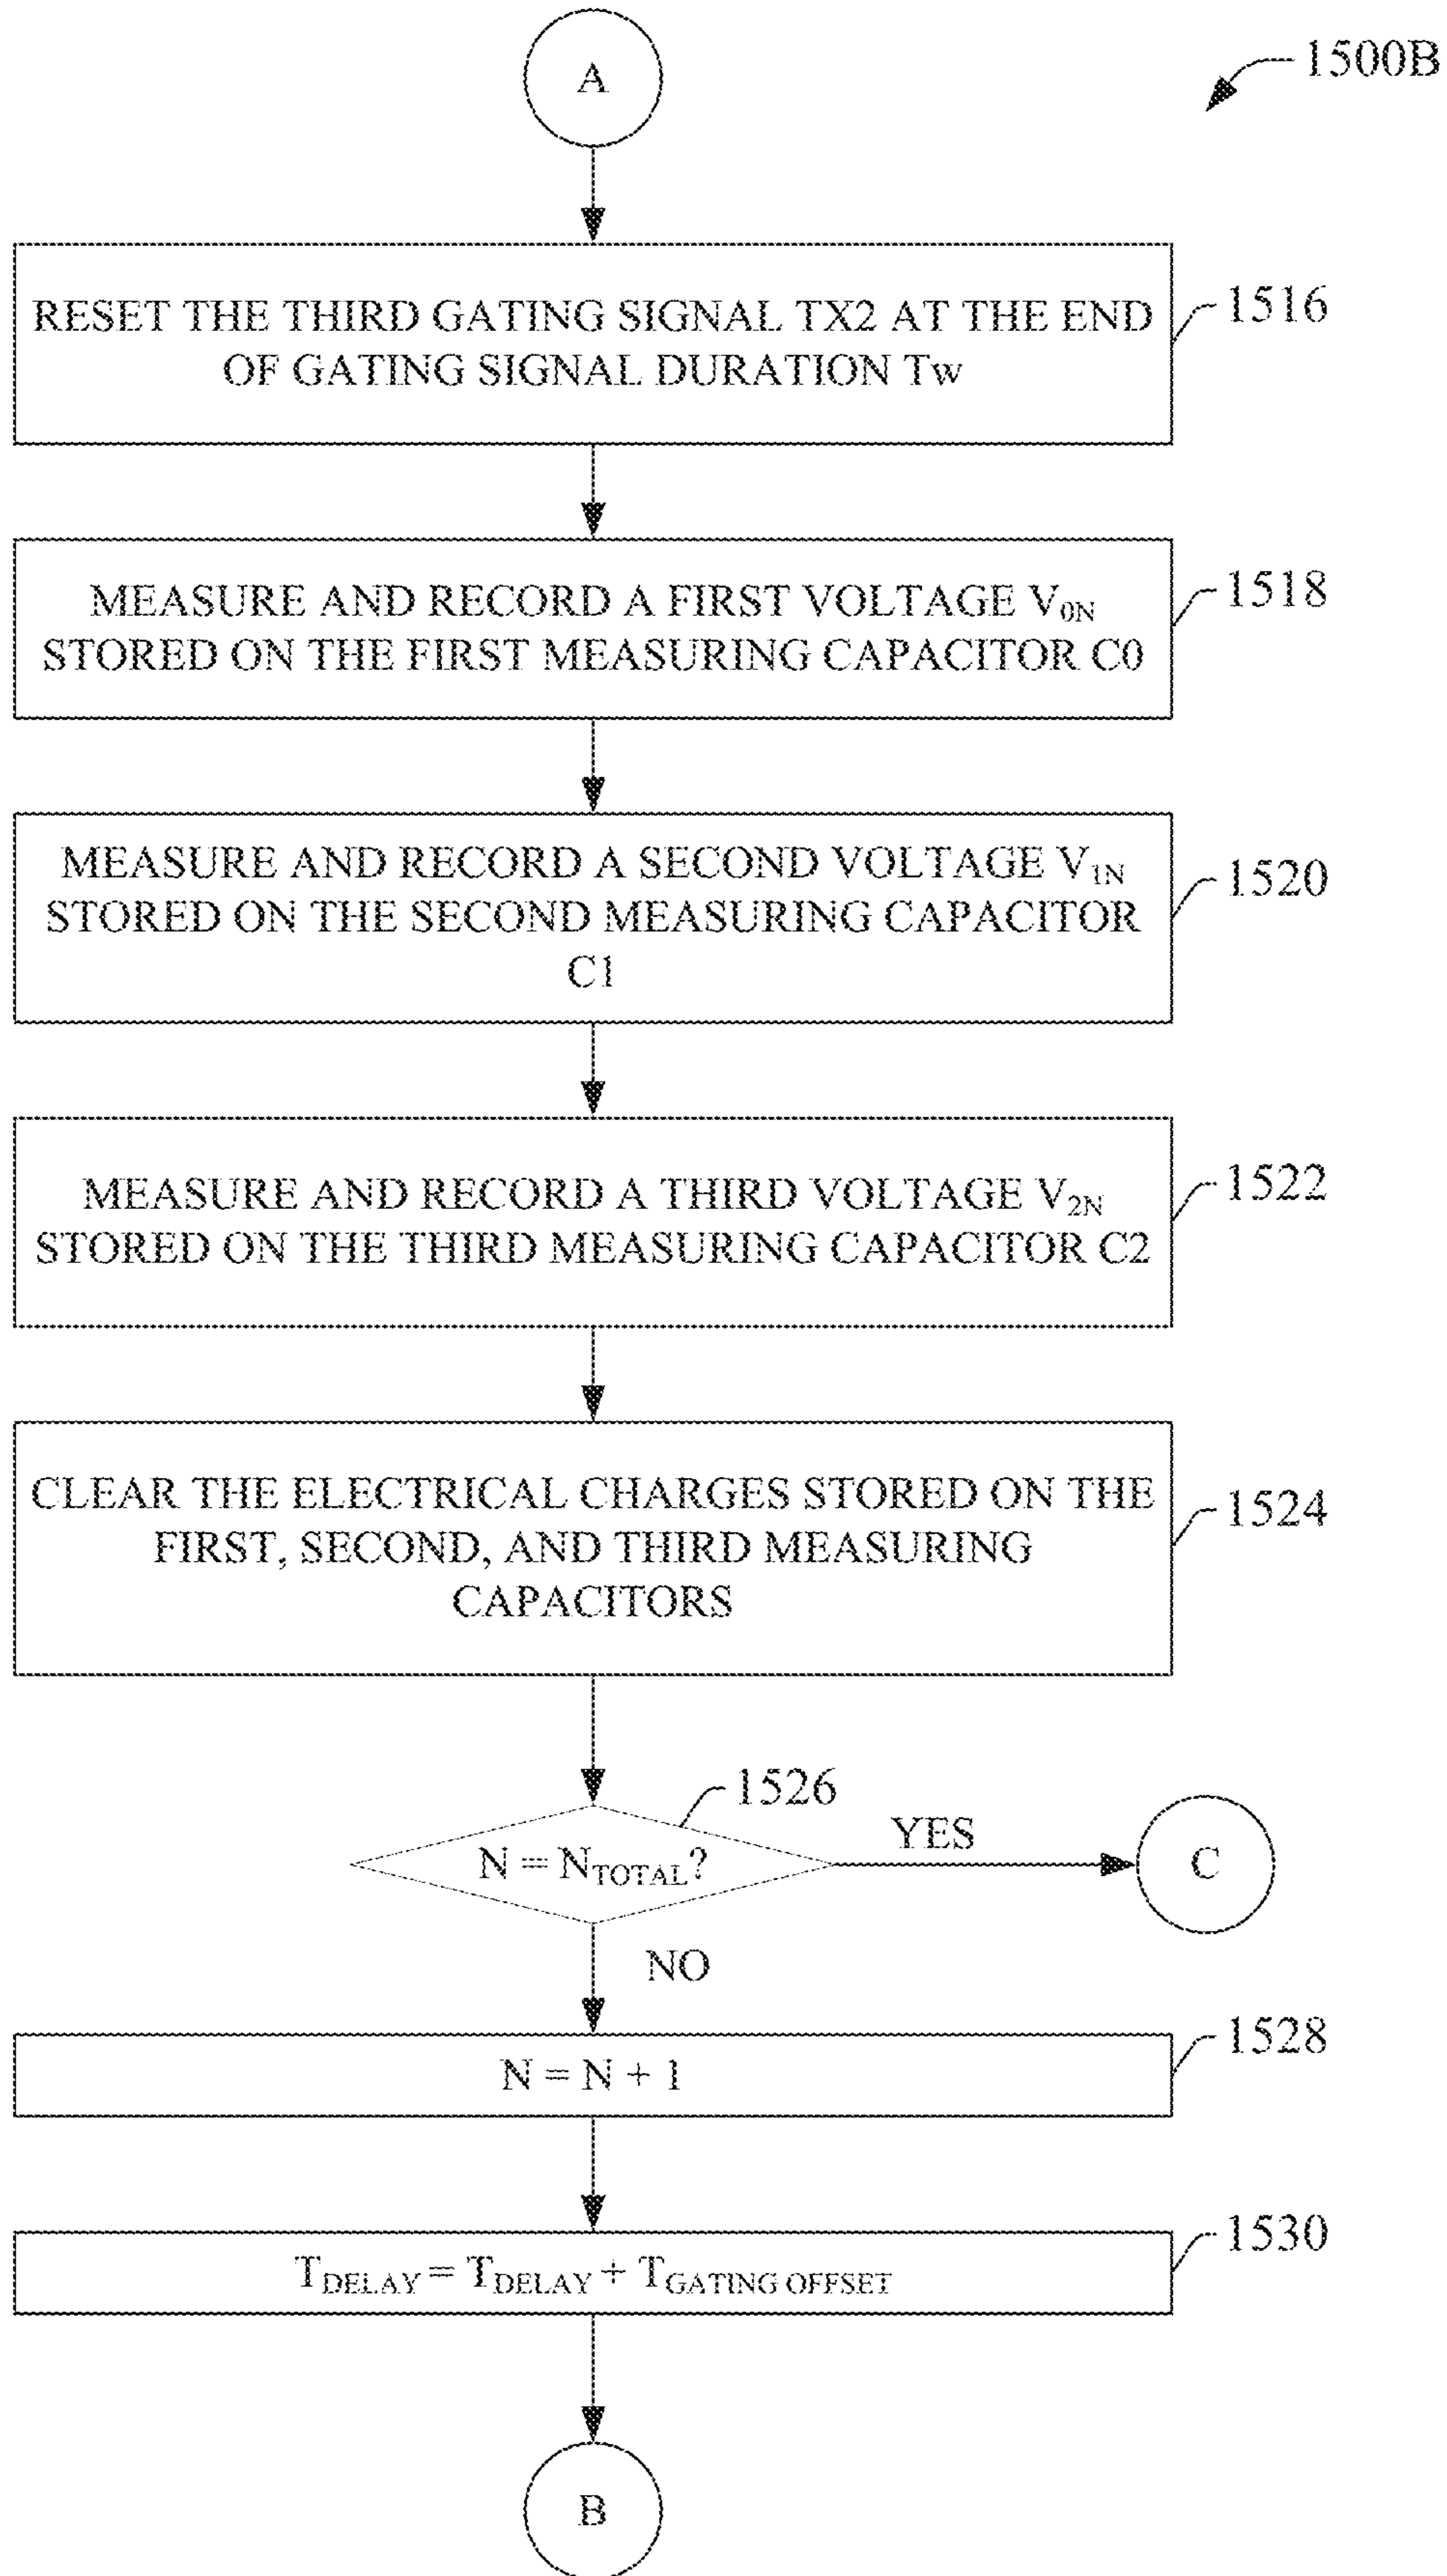 A
1500B
RESET THE THIRD GATING SIGNAL TX2 AT THE END
OF GATING SIGNAL DURATION Tw
1516
MEASURE AND RECORD A FIRST VOLTAGE V0N
STORED ON THE FIRST MEASURING CAPACITOR C0
1518
MEASURE AND RECORD A SECOND VOLTAGE V1N
STORED ON THE SECOND MEASURING CAPACITOR
C1
1520
MEASURE AND RECORD A THIRD VOLTAGE V2N
STORED ON THE THIRD MEASURING CAPACITOR C2
1522
CLEAR THE ELECTRICAL CHARGES STORED ON THE
FIRST, SECOND, AND THIRD MEASURING
CAPACITORS
1524
1526
N = NTOTAL?
YES
C
NO
N = N + 1
1528
TDELAY = TDELAY + TGATING OFFSET
1530
B